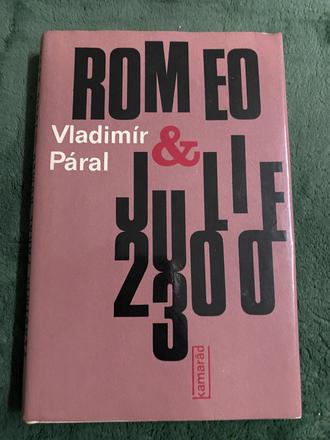 ROMEO
Vladimír
Páral
&
JULIE
2300
kamarád